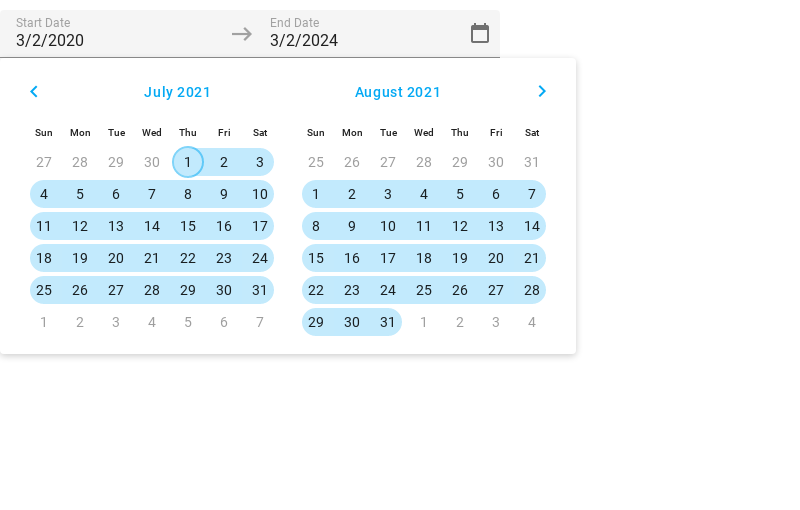 Start Date End Date
3/2/2020 3/2/2024
July 2021 August 2021
Sun Mon Tue Wed Thu Fri Sat Sun Mon Tue Wed Thu Fri Sat
27 28 29 30 1 2 3 25 26 27 28 29 30 31
4 5 6 7 8 9 10 1 2 3 4 5 6 7
11 12 13 14 15 16 17 8 9 10 11 12 13 14
18 19 20 21 22 23 24 15 16 17 18 19 20 21
25 26 27 28 29 30 31 22 23 24 25 26 27 28
1 2 3 4 5 6 7 29 30 31 1 2 3 4